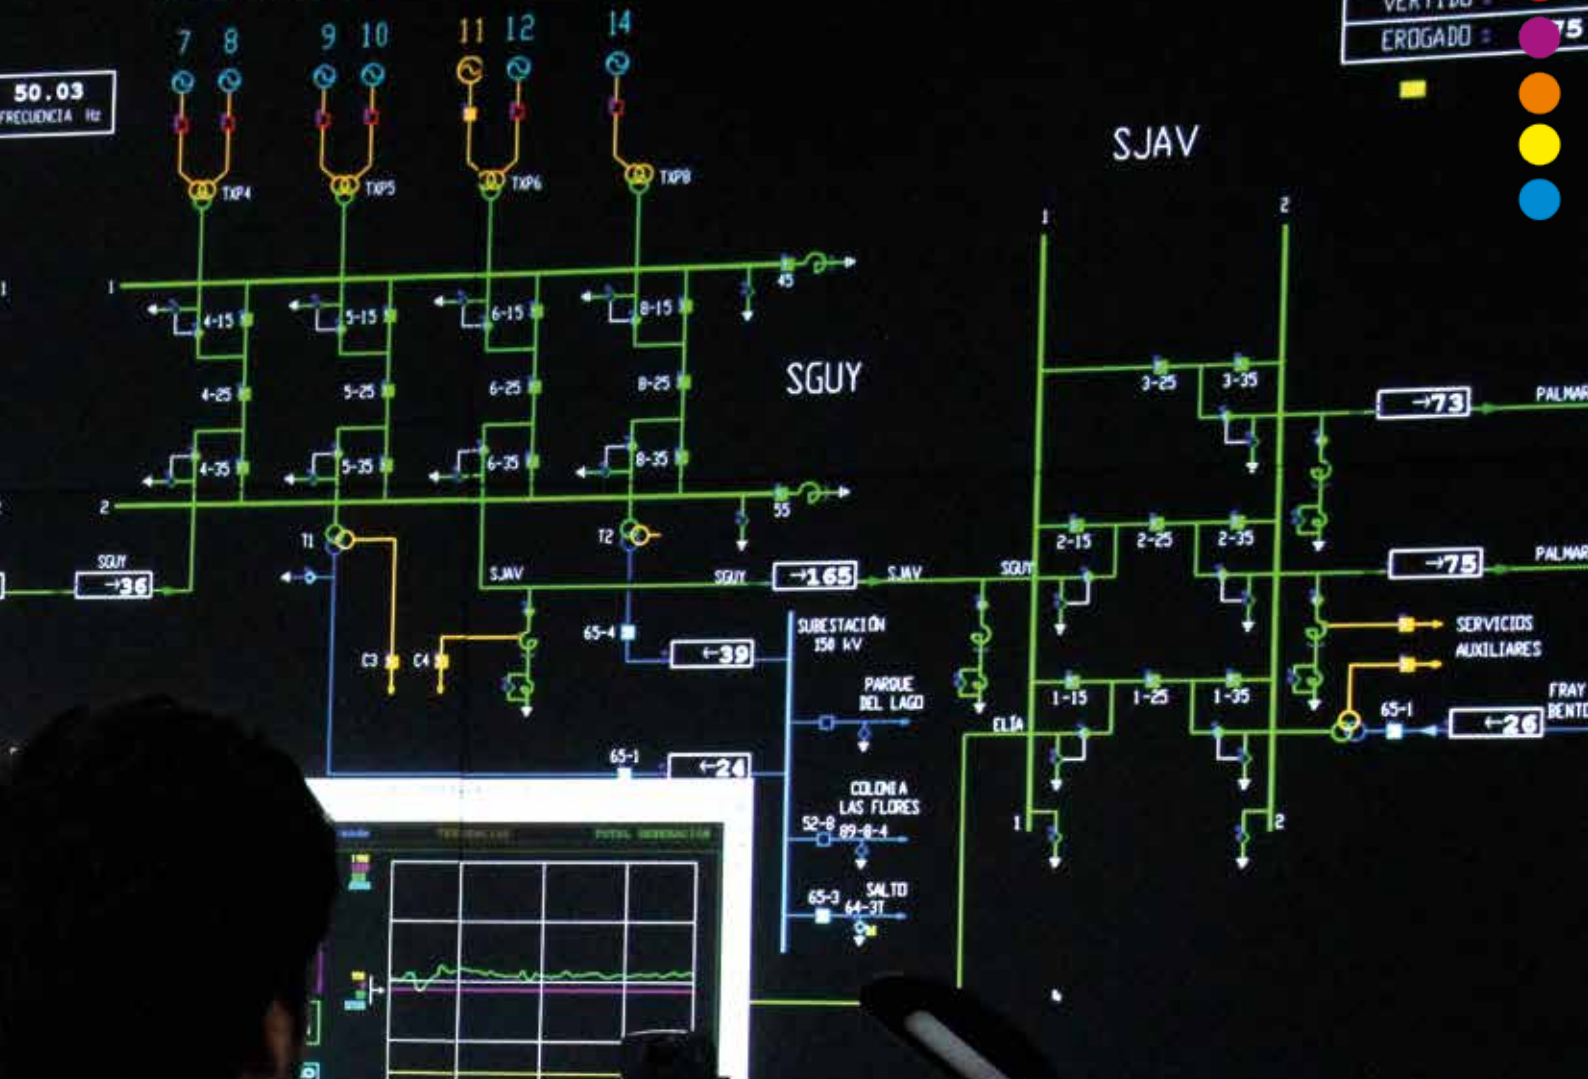 VERTIDO :
EROGADO : 75
7 8 9 10 11 12 14
50.03
FRECUENCIA Hz
TXP4 TXP5 TXP6 TXP8
SJAV
1 2
1
1
45
4-15 5-15 6-15 8-15
SGUY
4-25 5-25 6-25 8-25
3-25 3-35
→73 PALMAR
4-35 5-35 6-35 8-35
2
55
T1 T2
2-15 2-25 2-35
SGUY
→36
SJAV SGUY →165 SJAV SGUY
→75 PALMAR
65-4
SUBESTACIÓN
150 kV
SERVICIOS
AUXILIARES
C3 C4
←39
PARQUE
DEL LAGO
1-15 1-25 1-35
ELÍA
65-1 ←26 FRAY
BENTO
65-1 ←24
COLONIA
LAS FLORES
52-8 89-8-4
1 2
SALTO
65-3 64-3T
TOTAL GENERACIÓN